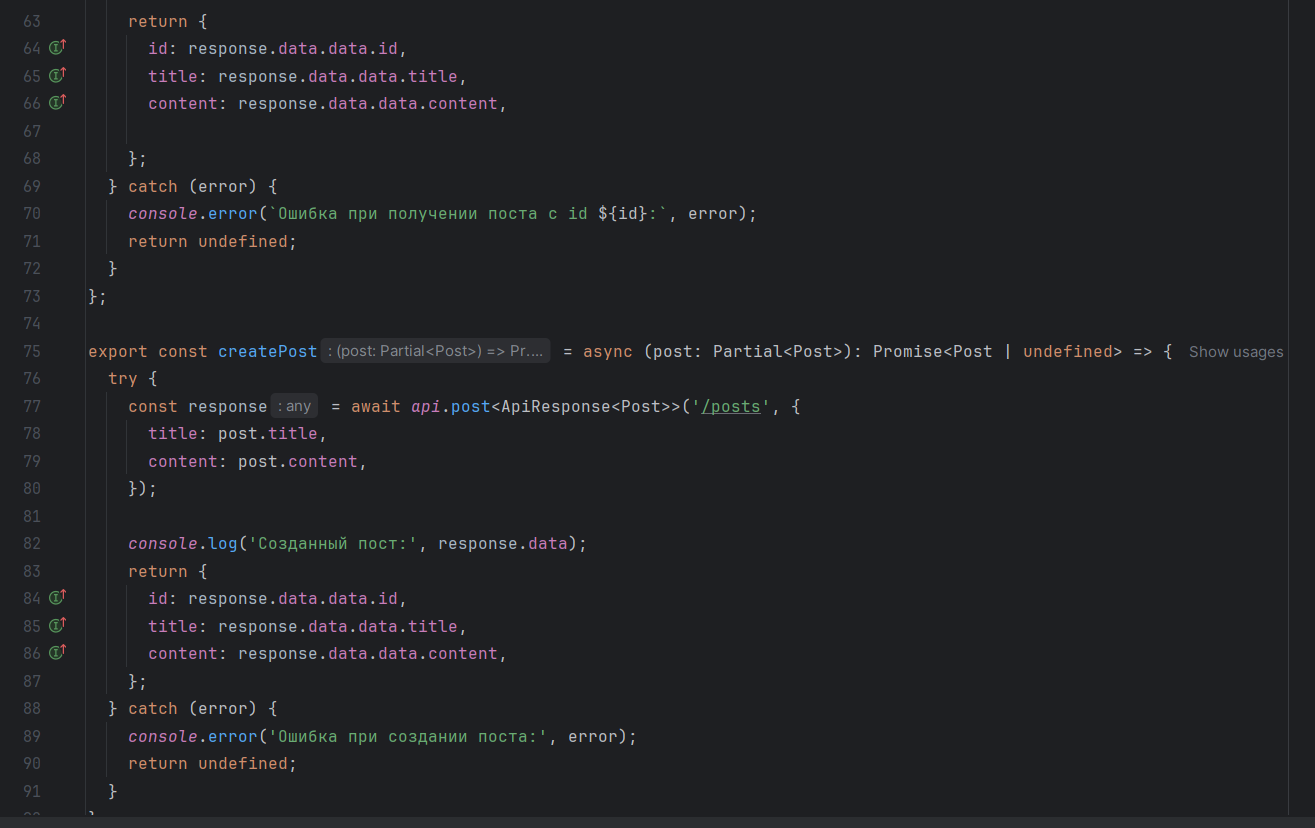 63 return {
64 id: response.data.data.id,
65 title: response.data.data.title,
66 content: response.data.data.content,
67
68 };
69 } catch (error) {
70 console.error(`Ошибка при получении поста с id ${id}:`, error);
71 return undefined;
72 }
73 };
74
75 export const createPost : (post: Partial<Post>) => Pr.... = async (post: Partial<Post>): Promise<Post | undefined> => { Show usages
76 try {
77 const response : any = await api.post<ApiResponse<Post>>('/posts', {
78 title: post.title,
79 content: post.content,
80 });
81
82 console.log('Созданный пост:', response.data);
83 return {
84 id: response.data.data.id,
85 title: response.data.data.title,
86 content: response.data.data.content,
87 };
88 } catch (error) {
89 console.error('Ошибка при создании поста:', error);
90 return undefined;
91 }